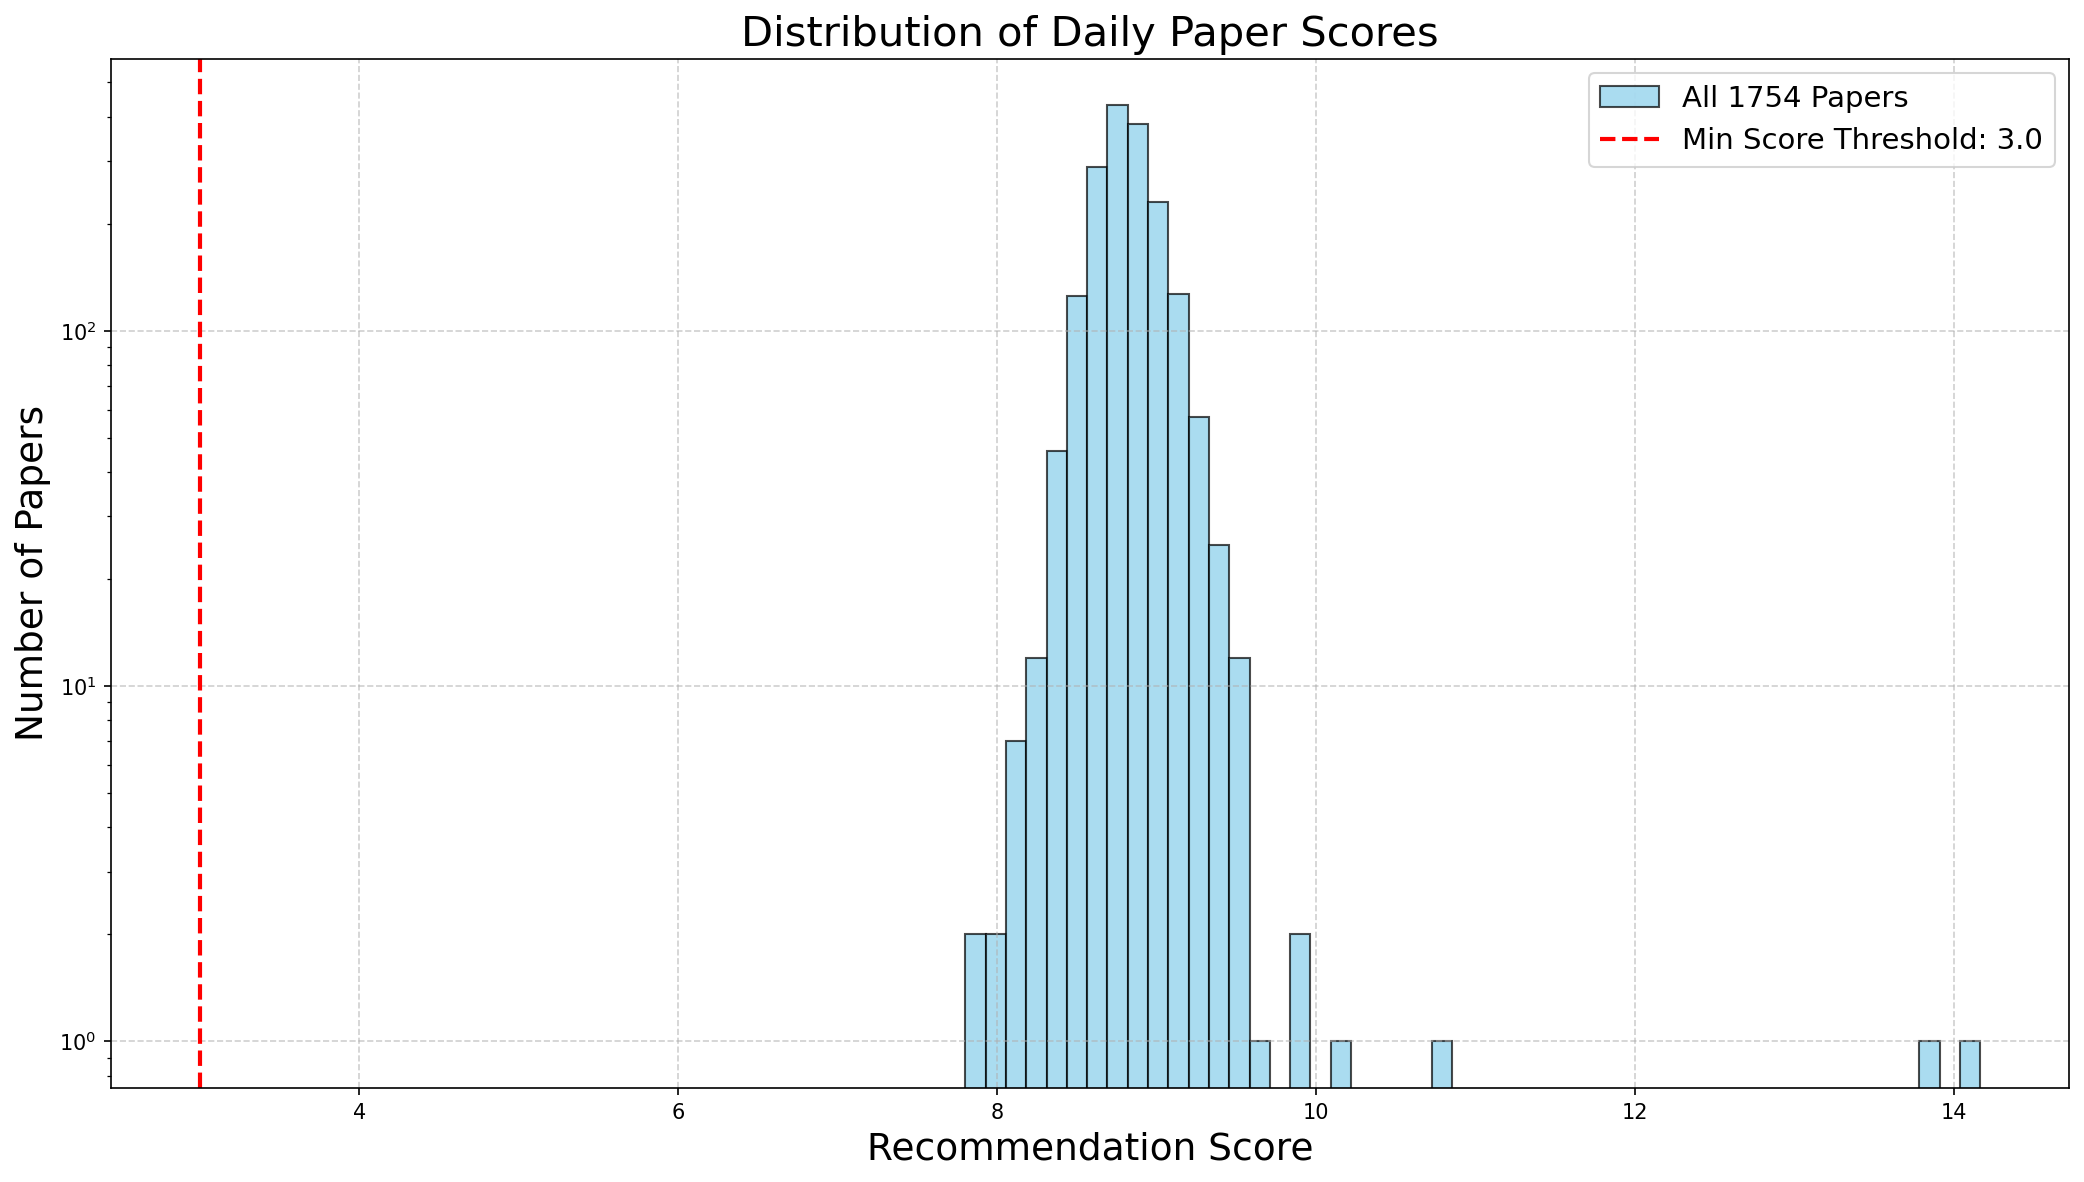 Distribution of Daily Paper Scores
All 1754 Papers
Min Score Threshold: 3.0
Number of Papers
10²
10¹
10⁰
4 6 8 10 12 14
Recommendation Score